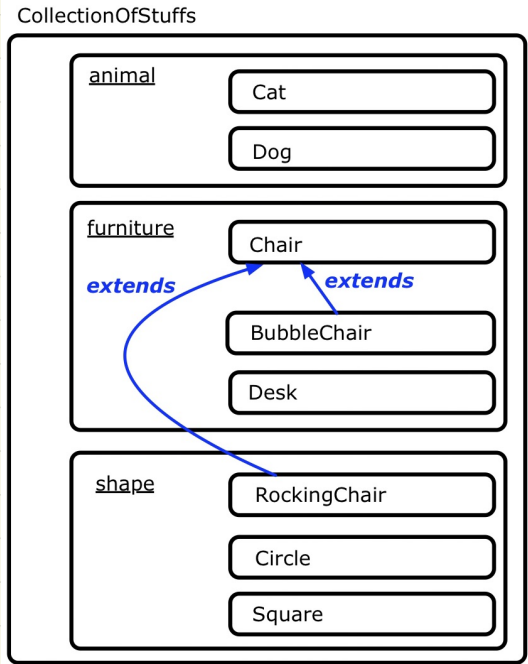 CollectionOfStuffs
animal
Cat
Dog
furniture
Chair
extends
extends
BubbleChair
Desk
shape
RockingChair
Circle
Square